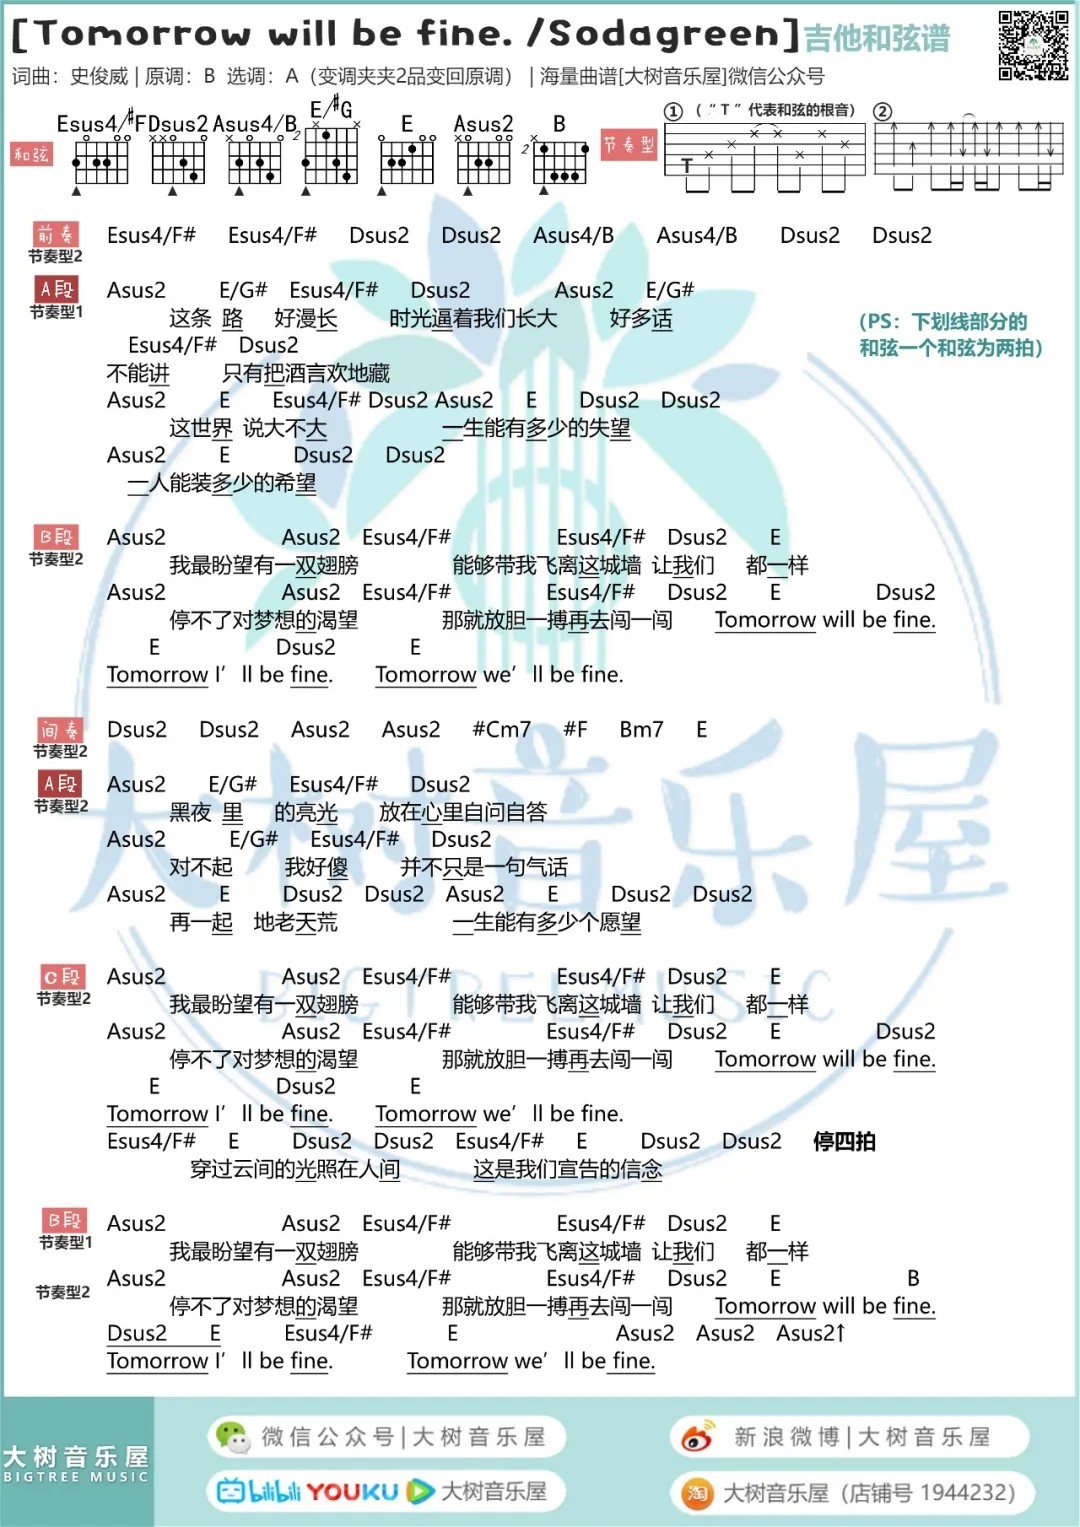 [Tomorrow will be fine. /Sodagreen]吉他和弦谱
词曲：史俊威 | 原调：B 选调：A（变调夹夹2品变回原调） | 海量曲谱[大树音乐屋]微信公众号
和弦 Esus4/#F Dsus2 Asus4/B E/#G E Asus2 B 节奏型 ① （“T”代表和弦的根音） ②
2 2 T
前奏 Esus4/F# Esus4/F# Dsus2 Dsus2 Asus4/B Asus4/B Dsus2 Dsus2
节奏型2
A段 Asus2 E/G# Esus4/F# Dsus2 Asus2 E/G#
节奏型1 这条 路 好漫长 时光逼着我们长大 好多话
（PS：下划线部分的
和弦一个和弦为两拍）
Esus4/F# Dsus2
不能讲 只有把酒言欢地藏
Asus2 E Esus4/F# Dsus2 Asus2 E Dsus2 Dsus2
这世界 说大不大 一生能有多少的失望
Asus2 E Dsus2 Dsus2
一人能装多少的希望
B段 Asus2 Asus2 Esus4/F# Esus4/F# Dsus2 E
节奏型2 我最盼望有一双翅膀 能够带我飞离这城墙 让我们 都一样
Asus2 Asus2 Esus4/F# Esus4/F# Dsus2 E Dsus2
停不了对梦想的渴望 那就放胆一搏再去闯一闯 Tomorrow will be fine.
E Dsus2 E
Tomorrow I’ll be fine. Tomorrow we’ll be fine.
间奏 Dsus2 Dsus2 Asus2 Asus2 #Cm7 #F Bm7 E
节奏型2
A段 Asus2 E/G# Esus4/F# Dsus2
节奏型2 黑夜 里 的亮光 放在心里自问自答
Asus2 E/G# Esus4/F# Dsus2
对不起 我好傻 并不只是一句气话
Asus2 E Dsus2 Dsus2 Asus2 E Dsus2 Dsus2
再一起 地老天荒 一生能有多少个愿望
C段 Asus2 Asus2 Esus4/F# Esus4/F# Dsus2 E
节奏型2 我最盼望有一双翅膀 能够带我飞离这城墙 让我们 都一样
Asus2 Asus2 Esus4/F# Esus4/F# Dsus2 E Dsus2
停不了对梦想的渴望 那就放胆一搏再去闯一闯 Tomorrow will be fine.
E Dsus2 E
Tomorrow I’ll be fine. Tomorrow we’ll be fine.
Esus4/F# E Dsus2 Dsus2 Esus4/F# E Dsus2 Dsus2 停四拍
穿过云间的光照在人间 这是我们宣告的信念
B段 Asus2 Asus2 Esus4/F# Esus4/F# Dsus2 E
节奏型1 我最盼望有一双翅膀 能够带我飞离这城墙 让我们 都一样
节奏型2 Asus2 Asus2 Esus4/F# Esus4/F# Dsus2 E B
停不了对梦想的渴望 那就放胆一搏再去闯一闯 Tomorrow will be fine.
Dsus2 E Esus4/F# E Asus2 Asus2 Asus2↑
Tomorrow I’ll be fine. Tomorrow we’ll be fine.
大树音乐屋
BIGTREE MUSIC
大树音乐屋
BIGTREE MUSIC
微信公众号|大树音乐屋
新浪微博|大树音乐屋
bilibili YOUKU 大树音乐屋
淘 大树音乐屋（店铺号 1944232）